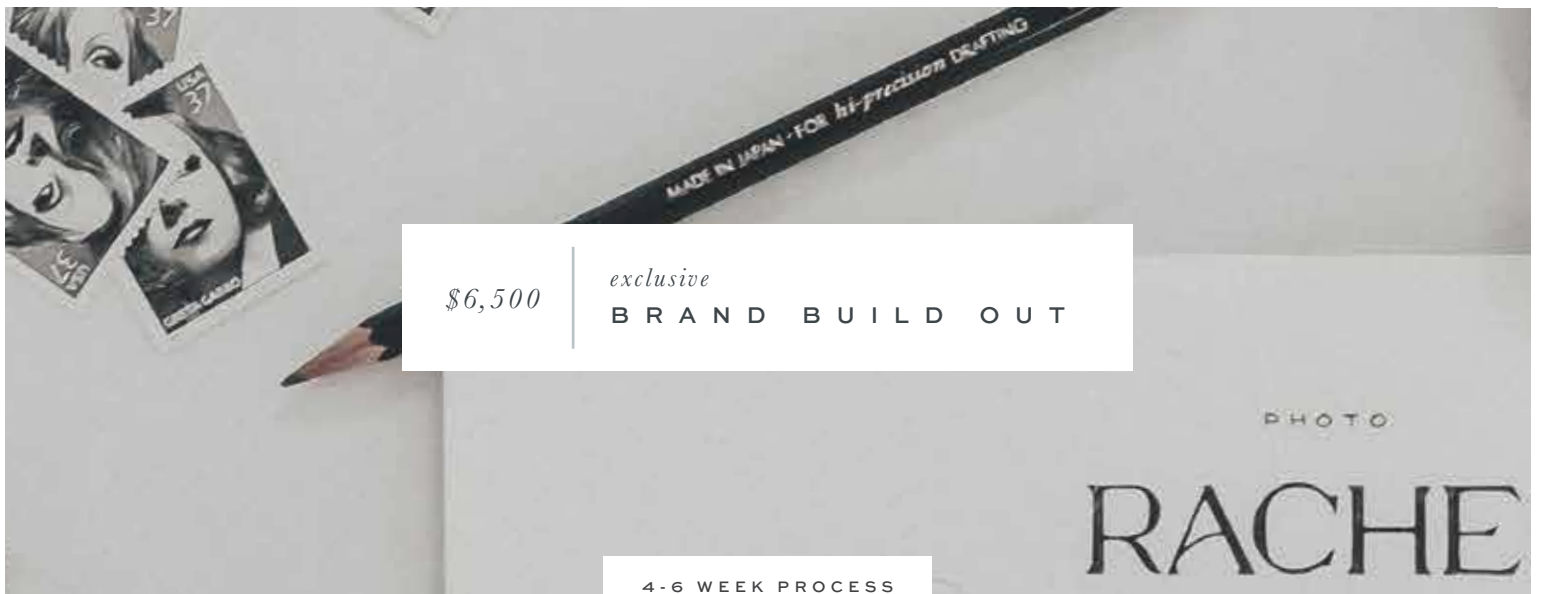 37
USA
37
USA
37
GRETA GARBO
MADE IN JAPAN · FOR hi-precision DRAFTING
$6,500
exclusive
BRAND BUILD OUT
PHOTO
RACHE
4-6 WEEK PROCESS